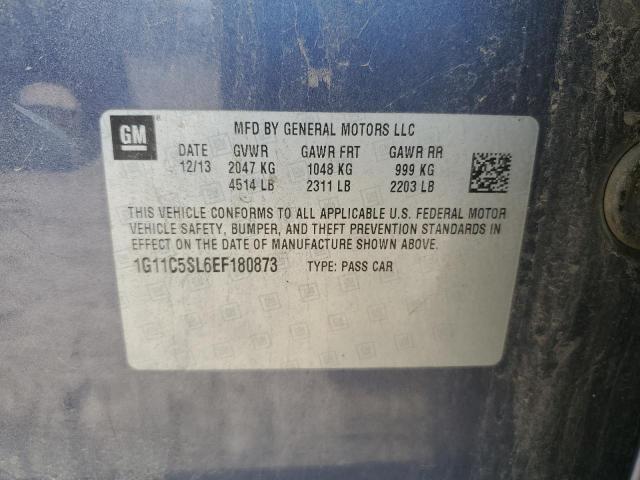 GM ®
MFD BY GENERAL MOTORS LLC
DATE GVWR GAWR FRT GAWR RR
12/13 2047 KG 1048 KG 999 KG
4514 LB 2311 LB 2203 LB
THIS VEHICLE CONFORMS TO ALL APPLICABLE U.S. FEDERAL MOTOR
VEHICLE SAFETY, BUMPER, AND THEFT PREVENTION STANDARDS IN
EFFECT ON THE DATE OF MANUFACTURE SHOWN ABOVE.
1G11C5SL6EF180873 TYPE: PASS CAR